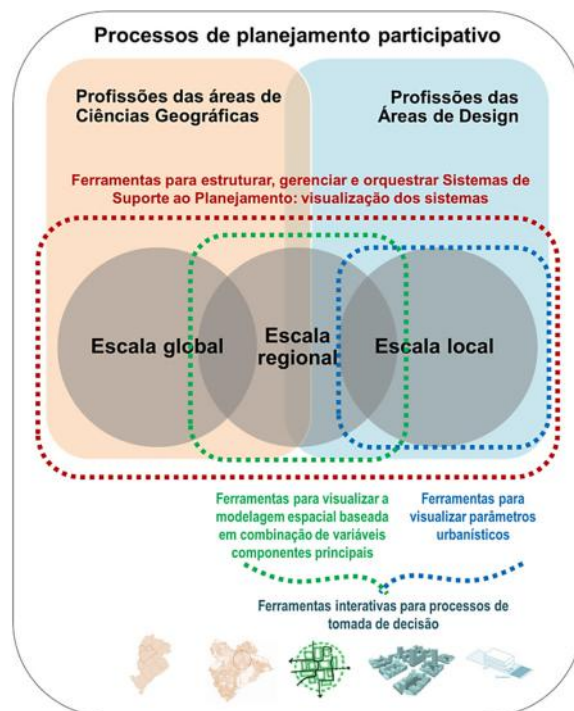 Processos de planejamento participativo
Profissões das áreas de
Ciências Geográficas
Profissões das
Áreas de Design
Ferramentas para estruturar, gerenciar e orquestrar Sistemas de
Suporte ao Planejamento: visualização dos sistemas
Escala global
Escala
regional
Escala local
Ferramentas para visualizar a
modelagem espacial baseada
em combinação de variáveis
componentes principais
Ferramentas para
visualizar parâmetros
urbanísticos
Ferramentas interativas para processos de
tomada de decisão